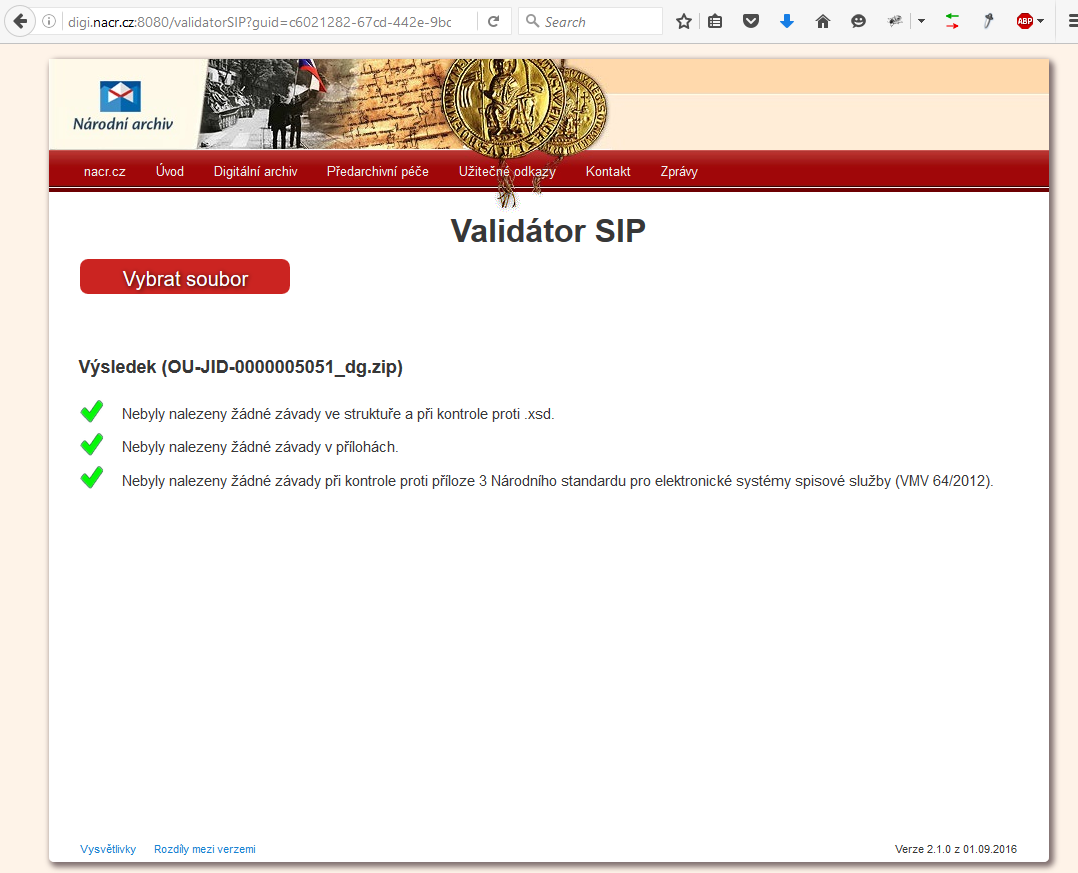 digi.nacr.cz:8080/validatorSIP?guid=c6021282-67cd-442e-9bc
Search
ABP
Národní archiv
nacr.cz Úvod Digitální archiv Předarchivní péče Užitečné odkazy Kontakt Zprávy
Validátor SIP
Vybrat soubor
Výsledek (OU-JID-0000005051_dg.zip)
Nebyly nalezeny žádné závady ve struktuře a při kontrole proti .xsd.
Nebyly nalezeny žádné závady v přílohách.
Nebyly nalezeny žádné závady při kontrole proti příloze 3 Národního standardu pro elektronické systémy spisové služby (VMV 64/2012).
Vysvětlivky Rozdíly mezi verzemi Verze 2.1.0 z 01.09.2016